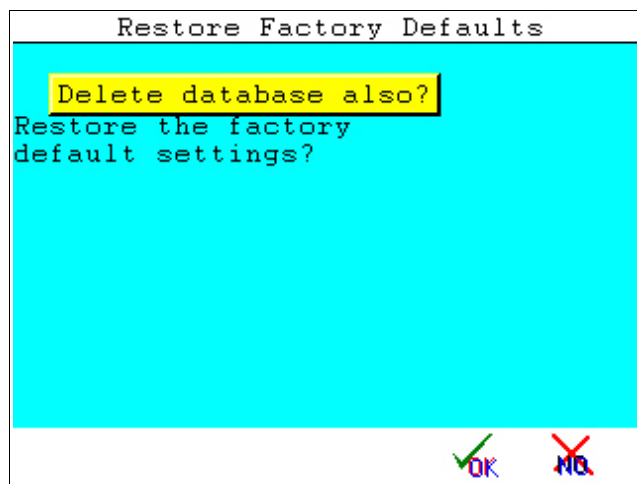 Restore Factory Defaults
Delete database also?
Restore the factory
default settings?
OK NO